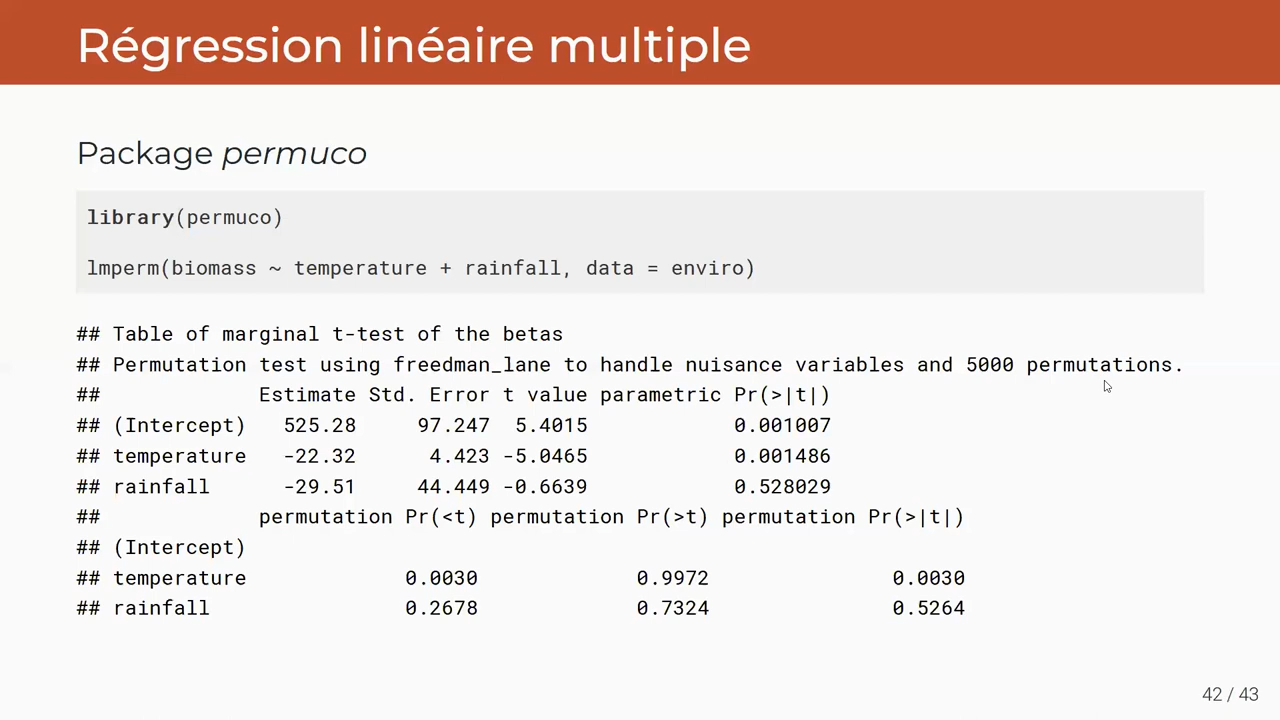 Régression linéaire multiple
Package permuco
library(permuco)
lmperm(biomass ~ temperature + rainfall, data = enviro)
## Table of marginal t-test of the betas
## Permutation test using freedman_lane to handle nuisance variables and 5000 permutations.
##             Estimate Std. Error t value parametric Pr(>|t|)
## (Intercept)   525.28     97.247  5.4015            0.001007
## temperature   -22.32      4.423 -5.0465            0.001486
## rainfall      -29.51     44.449 -0.6639            0.528029
##             permutation Pr(<t) permutation Pr(>t) permutation Pr(>|t|)
## (Intercept)
## temperature             0.0030             0.9972               0.0030
## rainfall                0.2678             0.7324               0.5264
42 / 43